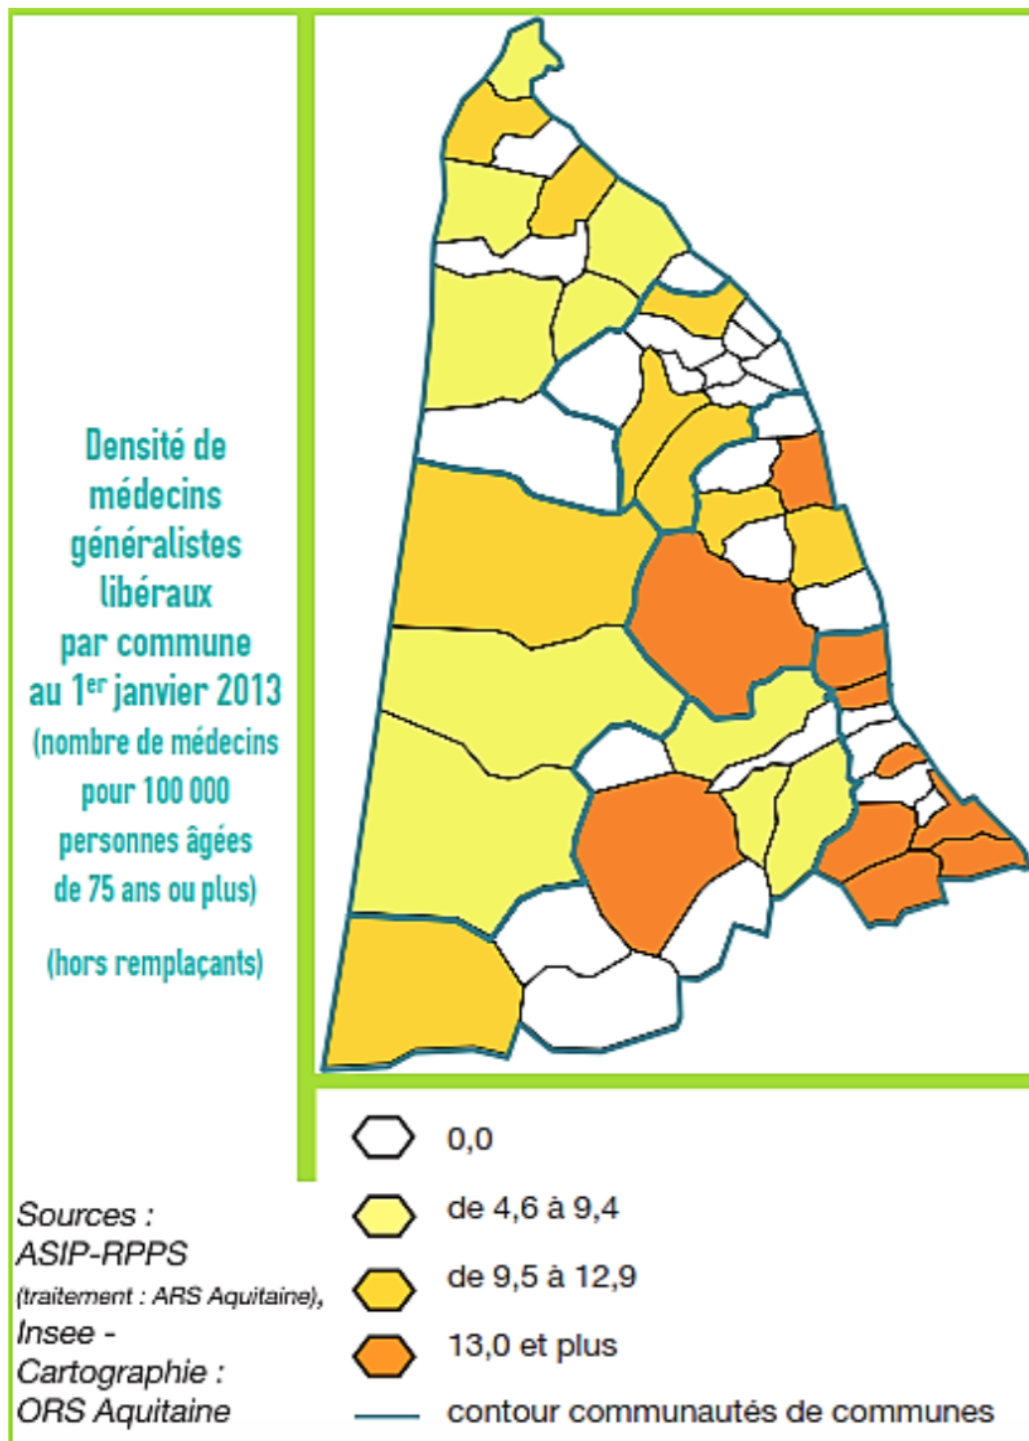 Densité de
médecins
généralistes
libéraux
par commune
au 1er janvier 2013
(nombre de médecins
pour 100 000
personnes âgées
de 75 ans ou plus)
(hors remplaçants)
0,0
de 4,6 à 9,4
de 9,5 à 12,9
13,0 et plus
contour communautés de communes
Sources :
ASIP-RPPS
(traitement : ARS Aquitaine),
Insee -
Cartographie :
ORS Aquitaine